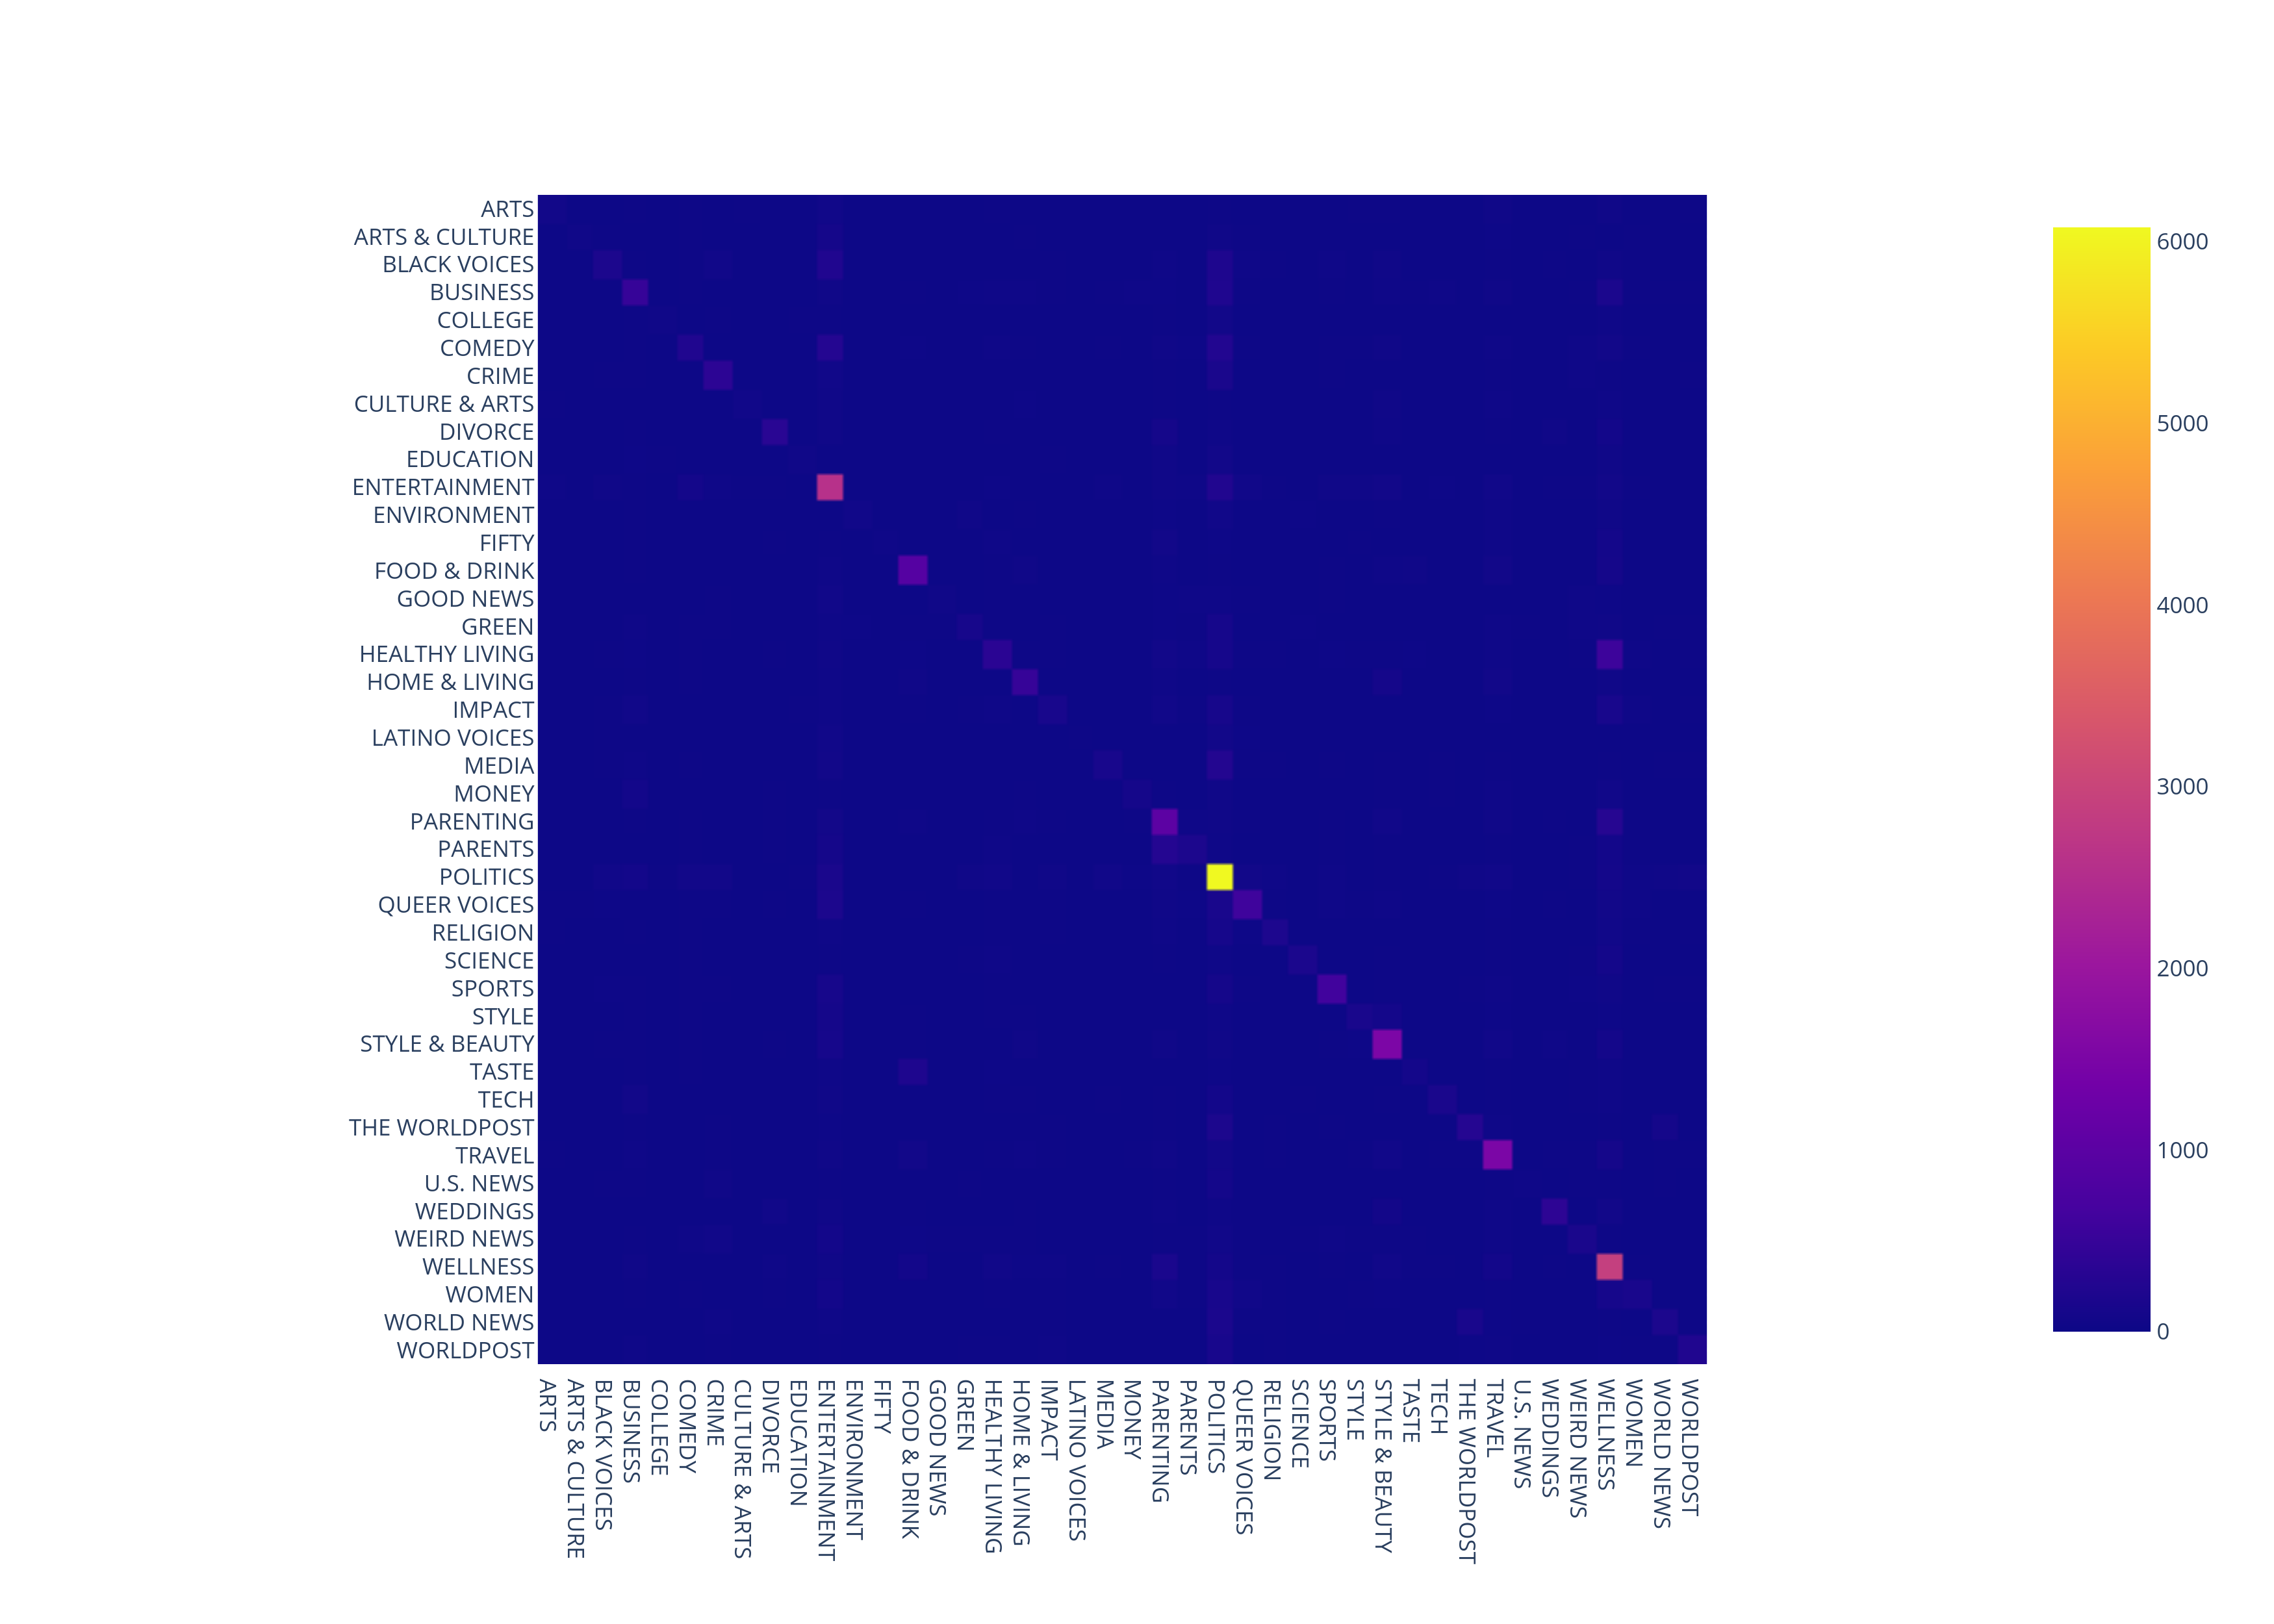 ARTS
ARTS & CULTURE
BLACK VOICES
BUSINESS
COLLEGE
COMEDY
CRIME
CULTURE & ARTS
DIVORCE
EDUCATION
ENTERTAINMENT
ENVIRONMENT
FIFTY
FOOD & DRINK
GOOD NEWS
GREEN
HEALTHY LIVING
HOME & LIVING
IMPACT
LATINO VOICES
MEDIA
MONEY
PARENTING
PARENTS
POLITICS
QUEER VOICES
RELIGION
SCIENCE
SPORTS
STYLE
STYLE & BEAUTY
TASTE
TECH
THE WORLDPOST
TRAVEL
U.S. NEWS
WEDDINGS
WEIRD NEWS
WELLNESS
WOMEN
WORLD NEWS
WORLDPOST
ARTS
ARTS & CULTURE
BLACK VOICES
BUSINESS
COLLEGE
COMEDY
CRIME
CULTURE & ARTS
DIVORCE
EDUCATION
ENTERTAINMENT
ENVIRONMENT
FIFTY
FOOD & DRINK
GOOD NEWS
GREEN
HEALTHY LIVING
HOME & LIVING
IMPACT
LATINO VOICES
MEDIA
MONEY
PARENTING
PARENTS
POLITICS
QUEER VOICES
RELIGION
SCIENCE
SPORTS
STYLE
STYLE & BEAUTY
TASTE
TECH
THE WORLDPOST
TRAVEL
U.S. NEWS
WEDDINGS
WEIRD NEWS
WELLNESS
WOMEN
WORLD NEWS
WORLDPOST
6000
5000
4000
3000
2000
1000
0